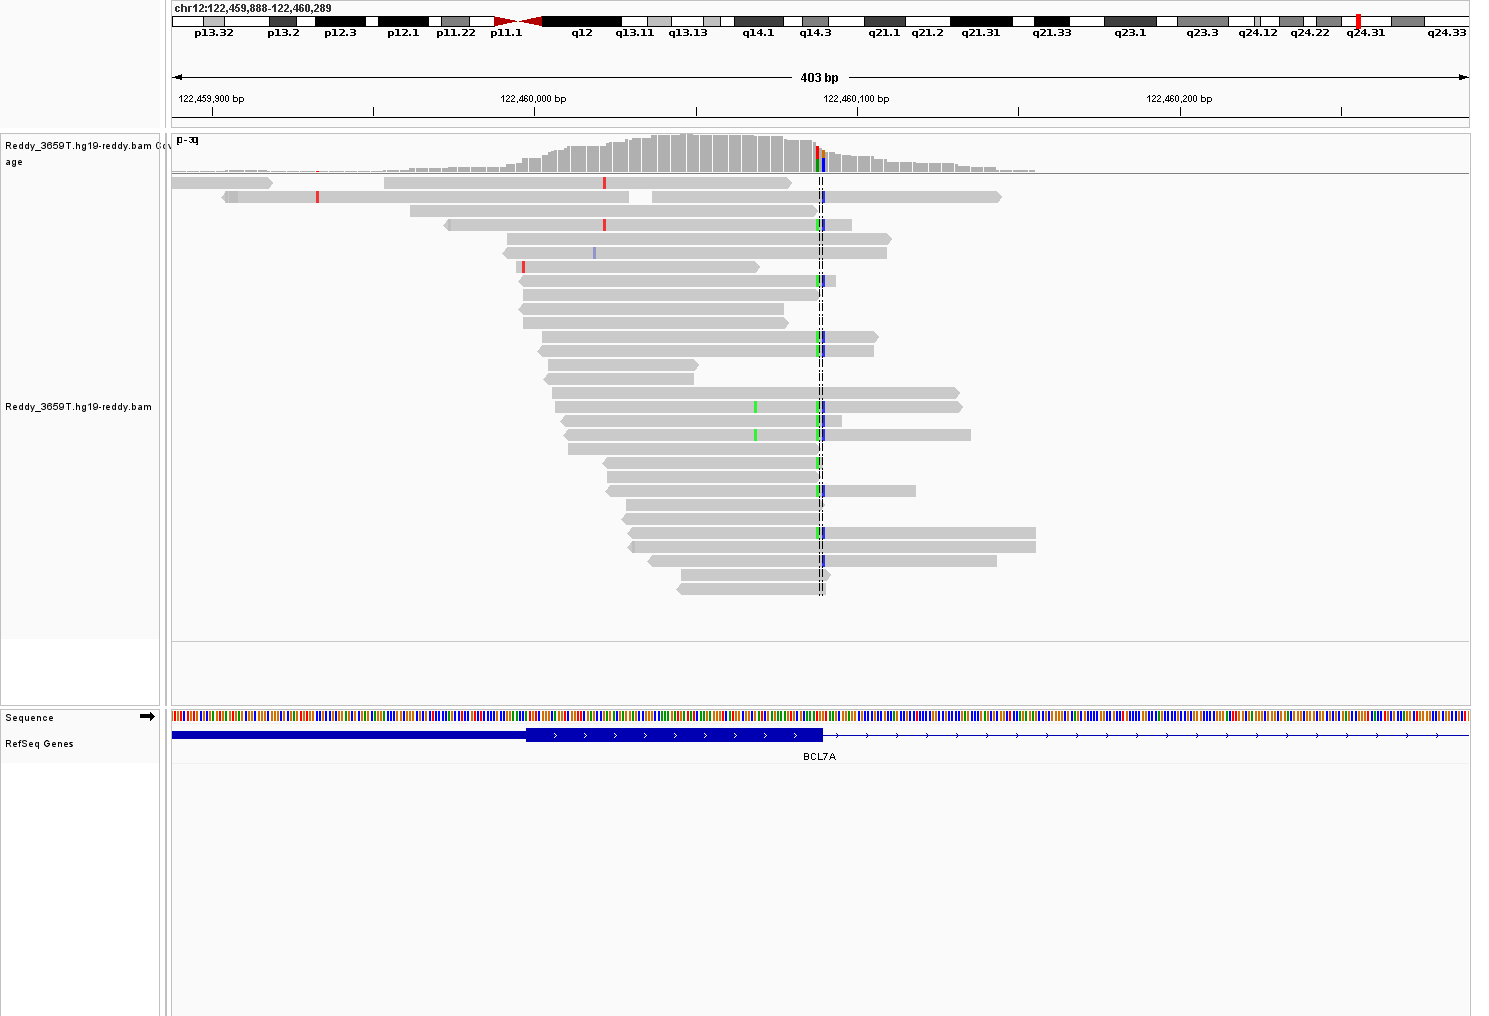 chr12:122,459,888-122,460,289
p13.32 p13.2 p12.3 p12.1 p11.22 p11.1 q12 q13.11 q13.13 q14.1 q14.3 q21.1 q21.2 q21.31 q21.33 q23.1 q23.3 q24.12 q24.22 q24.31 q24.33
403 bp
122,459,900 bp 122,460,000 bp 122,460,100 bp 122,460,200 bp
[0 - 30]
Reddy_3659T.hg19-reddy.bam Cov
age
Reddy_3659T.hg19-reddy.bam
Sequence
RefSeq Genes
BCL7A